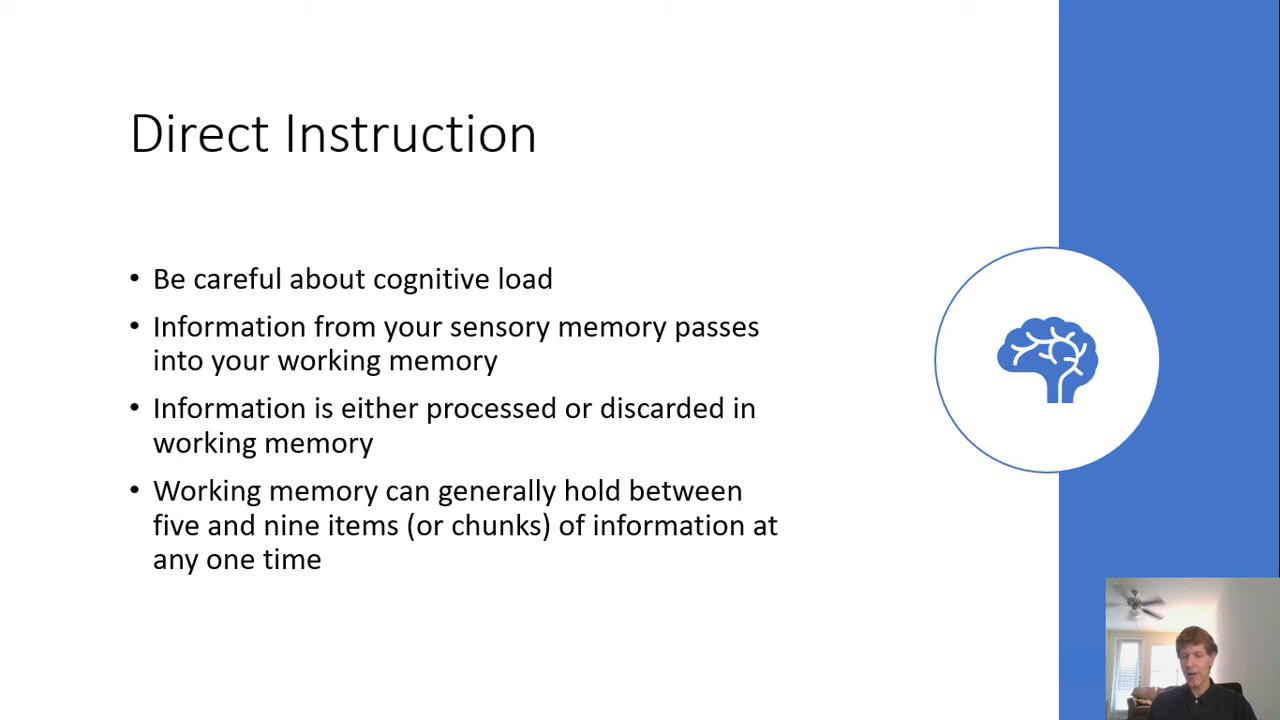 Direct Instruction
• Be careful about cognitive load
• Information from your sensory memory passes
into your working memory
• Information is either processed or discarded in
working memory
• Working memory can generally hold between
five and nine items (or chunks) of information at
any one time